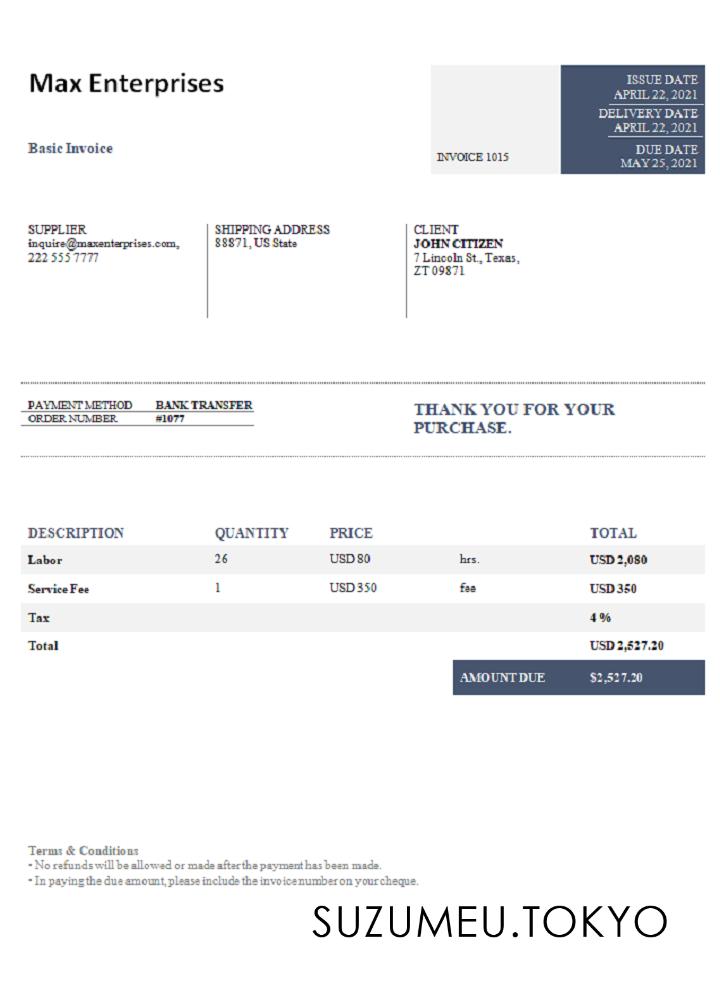 Max Enterprises
Basic Invoice
INVOICE 1015
ISSUE DATE
APRIL 22, 2021
DELIVERY DATE
APRIL 22, 2021
DUE DATE
MAY 25, 2021
SUPPLIER
inquire@maxenterprises.com,
222 555 7777
SHIPPING ADDRESS
88871, US State
CLIENT
JOHN CITIZEN
7 Lincoln St., Texas,
ZT 09871
PAYMENT METHOD BANK TRANSFER
ORDER NUMBER #1077
THANK YOU FOR YOUR
PURCHASE.
DESCRIPTION QUANTITY PRICE TOTAL
Labor 26 USD 80 hrs. USD 2,080
Service Fee 1 USD 350 fee USD 350
Tax 4 %
Total USD 2,527.20
AMOUNT DUE $2,527.20
Terms & Conditions
• No refunds will be allowed or made after the payment has been made.
• In paying the due amount, please include the invoice number on your cheque.
SUZUMEU.TOKYO